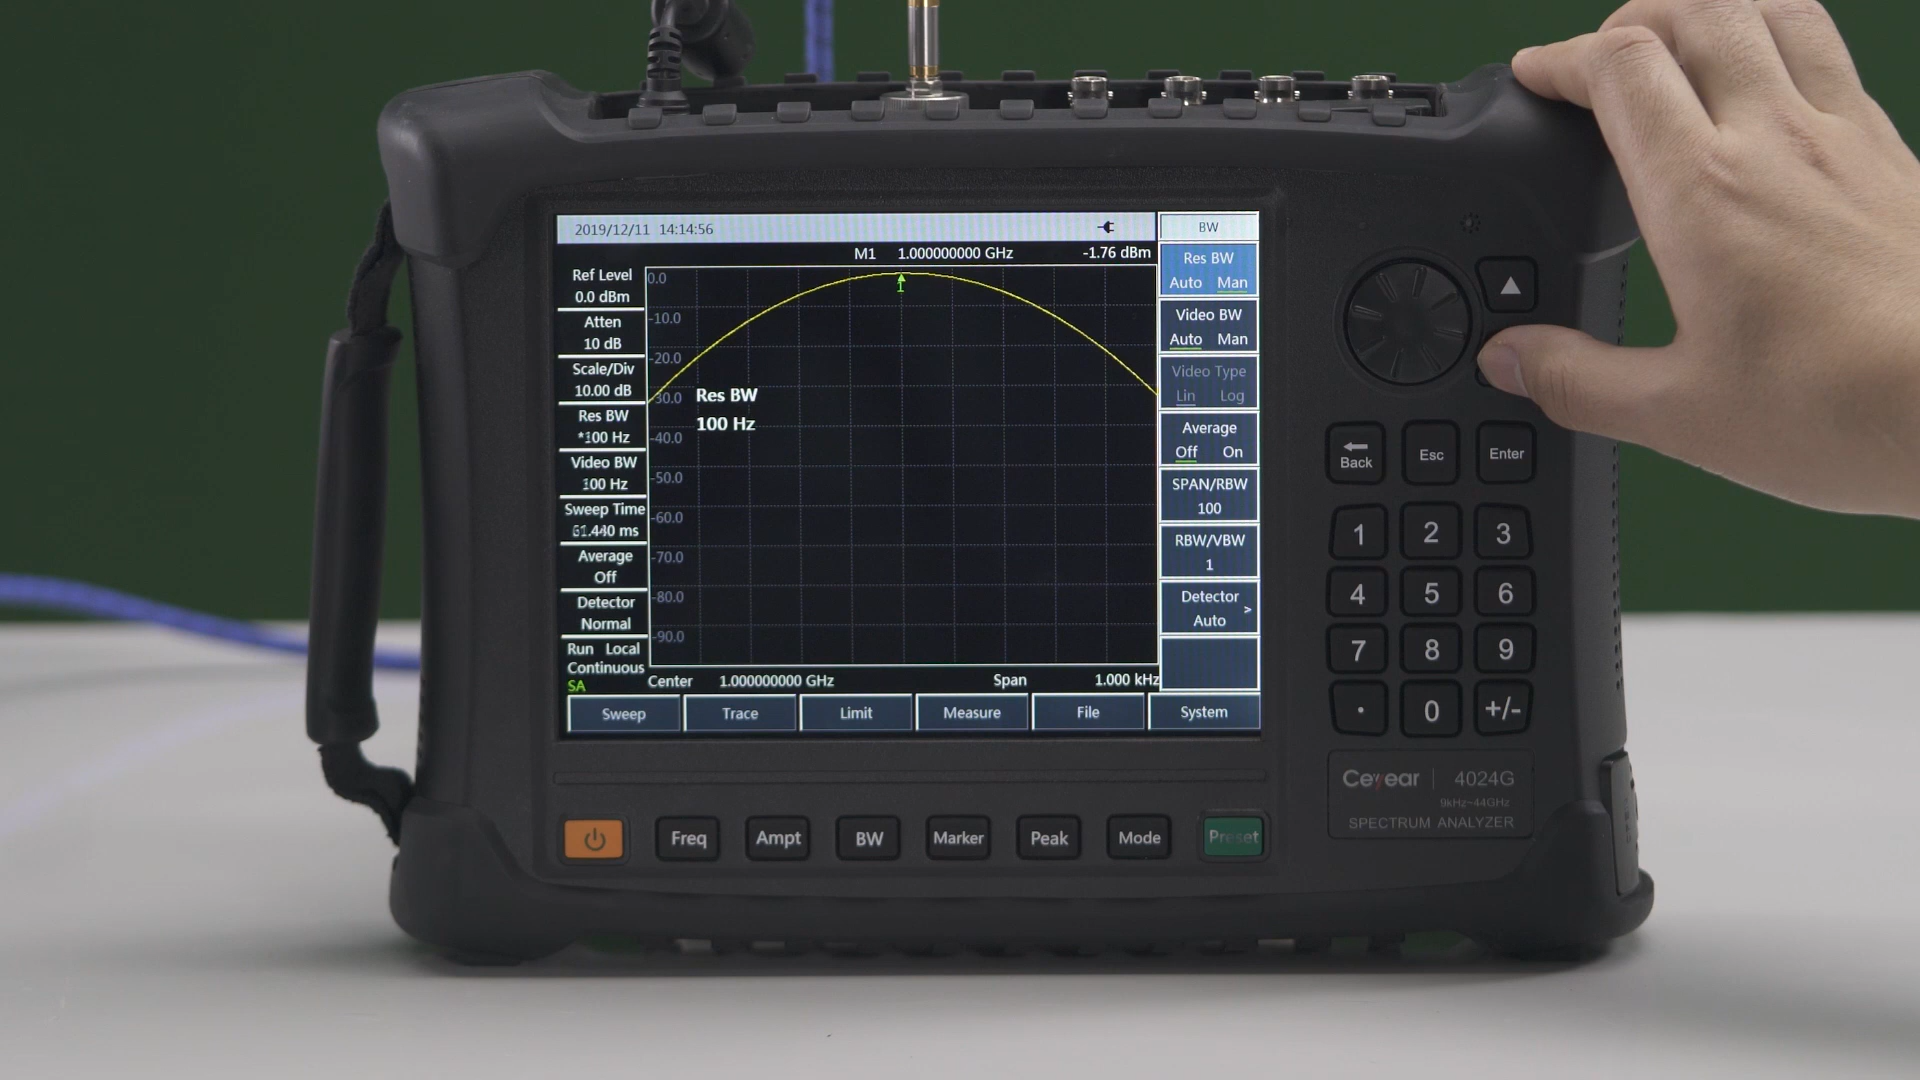 2019/12/11 14:14:56
BW
M1 1.000000000 GHz -1.76 dBm
Ref Level
0.0 dBm
Atten
10 dB
Scale/Div
10.00 dB
Res BW
*100 Hz
Video BW
100 Hz
Sweep Time
61.440 ms
Average
Off
Detector
Normal
Run Local
Continuous
SA
0.0
-10.0
-20.0
-30.0
-40.0
-50.0
-60.0
-70.0
-80.0
-90.0
1
Res BW
100 Hz
Center 1.000000000 GHz Span 1.000 kHz
Res BW
Auto Man
Video BW
Auto Man
Video Type
Lin Log
Average
Off On
SPAN/RBW
100
RBW/VBW
1
Detector >
Auto
Sweep Trace Limit Measure File System
Back Esc Enter
1 2 3
4 5 6
7 8 9
. 0 +/-
Ceyear | 4024G
9kHz~44GHz
SPECTRUM ANALYZER
Freq Ampt BW Marker Peak Mode Preset